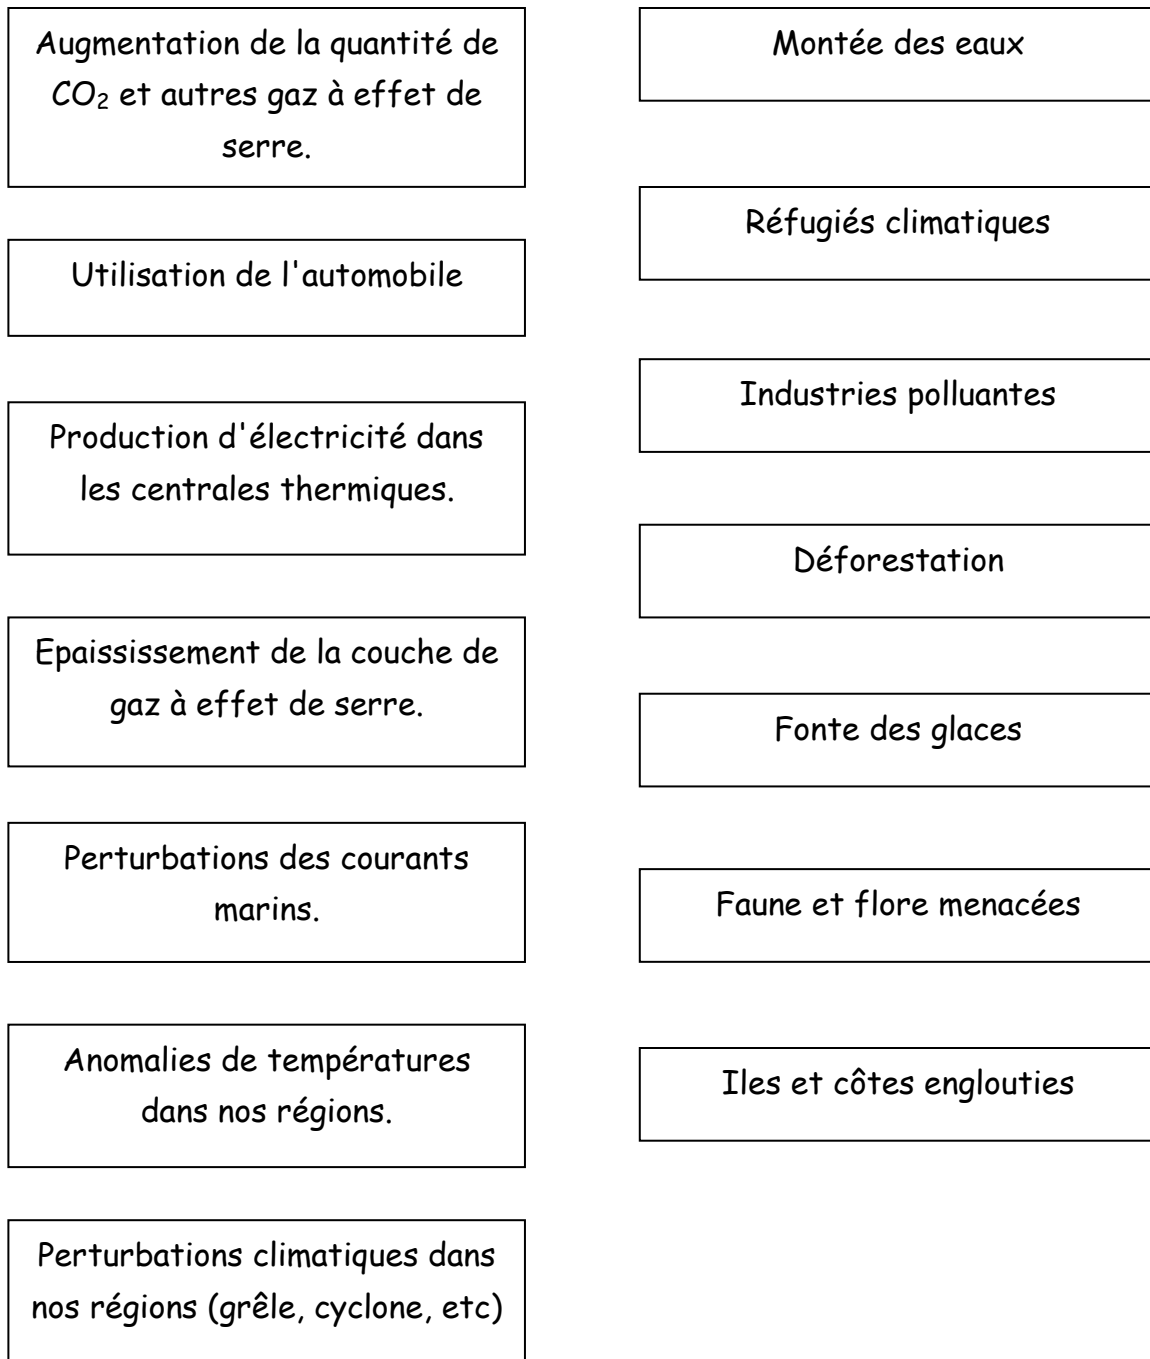 Augmentation de la quantité de
CO₂ et autres gaz à effet de
serre.
Utilisation de l'automobile
Production d'électricité dans
les centrales thermiques.
Epaississement de la couche de
gaz à effet de serre.
Perturbations des courants
marins.
Anomalies de températures
dans nos régions.
Perturbations climatiques dans
nos régions (grêle, cyclone, etc)
Montée des eaux
Réfugiés climatiques
Industries polluantes
Déforestation
Fonte des glaces
Faune et flore menacées
Iles et côtes englouties